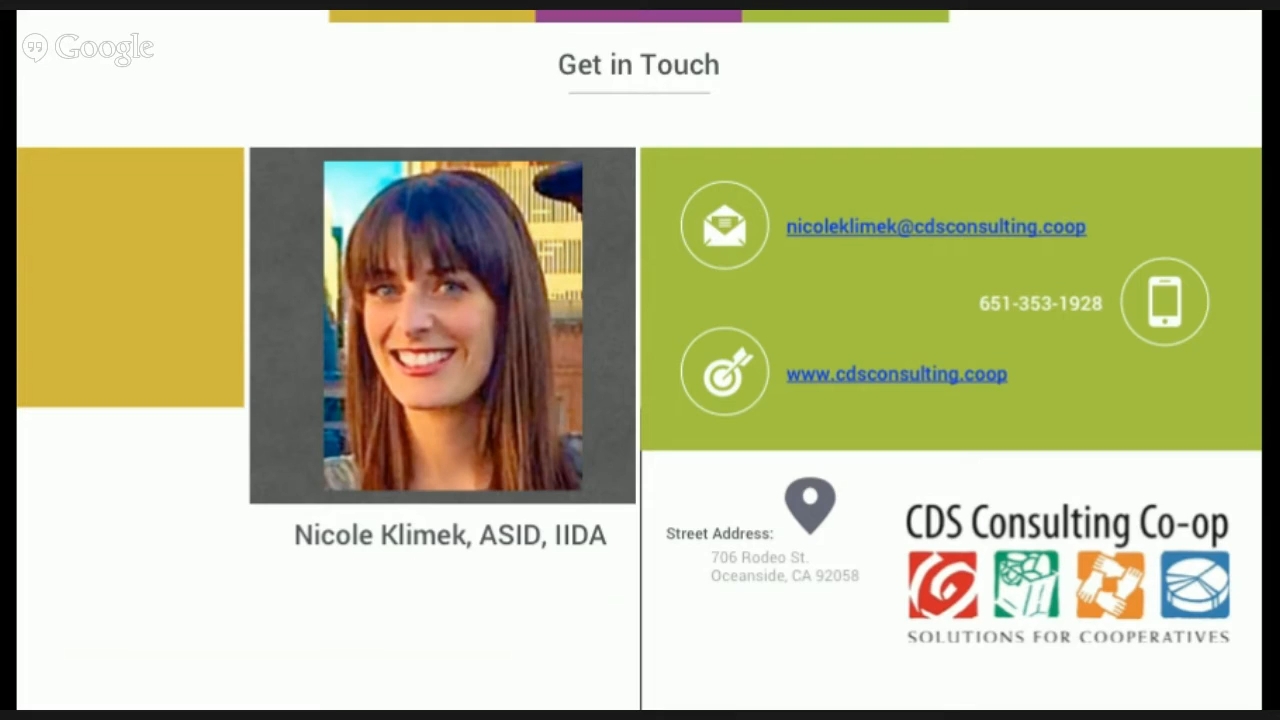 Google
Get in Touch
nicoleklimek@cdsconsulting.coop
651-353-1928
www.cdsconsulting.coop
Nicole Klimek, ASID, IIDA
Street Address:
706 Rodeo St.
Oceanside, CA 92058
CDS Consulting Co-op
SOLUTIONS FOR COOPERATIVES